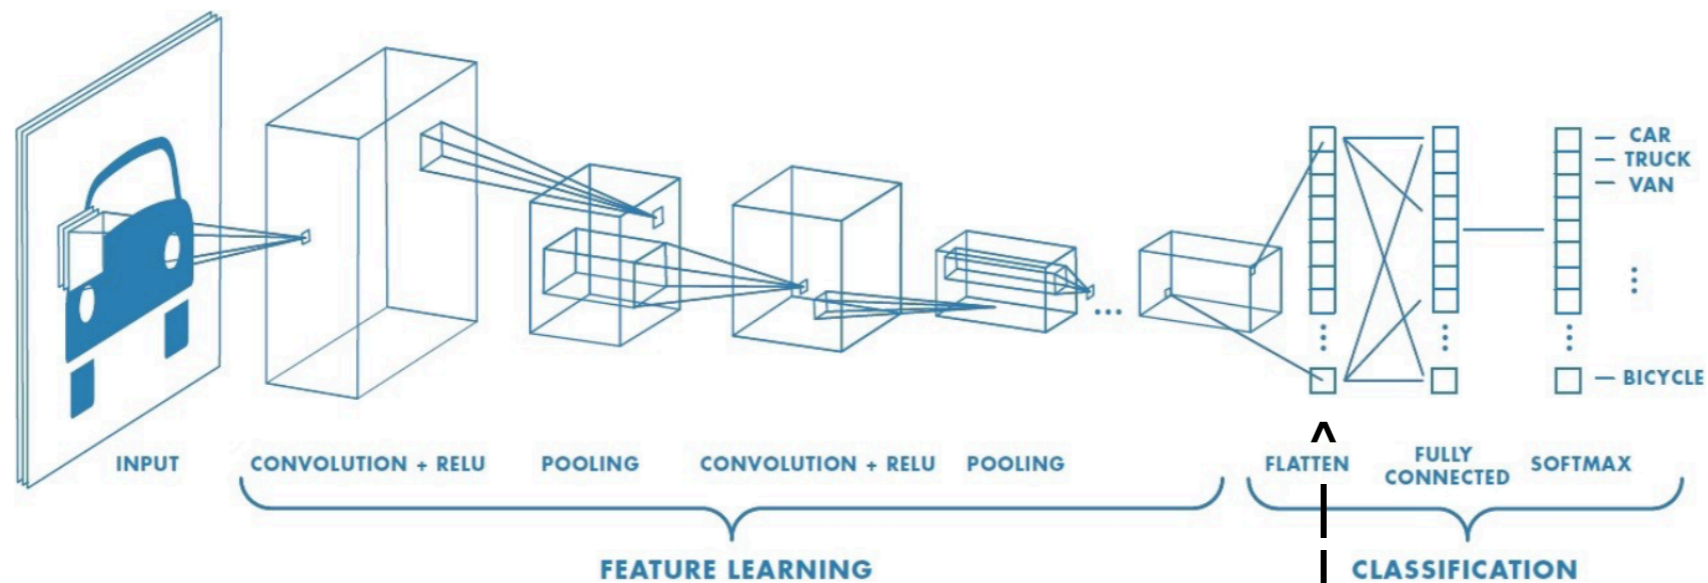 CAR
TRUCK
VAN
BICYCLE
INPUT
CONVOLUTION + RELU
POOLING
CONVOLUTION + RELU
POOLING
...
FLATTEN
FULLY
CONNECTED
SOFTMAX
FEATURE LEARNING
CLASSIFICATION